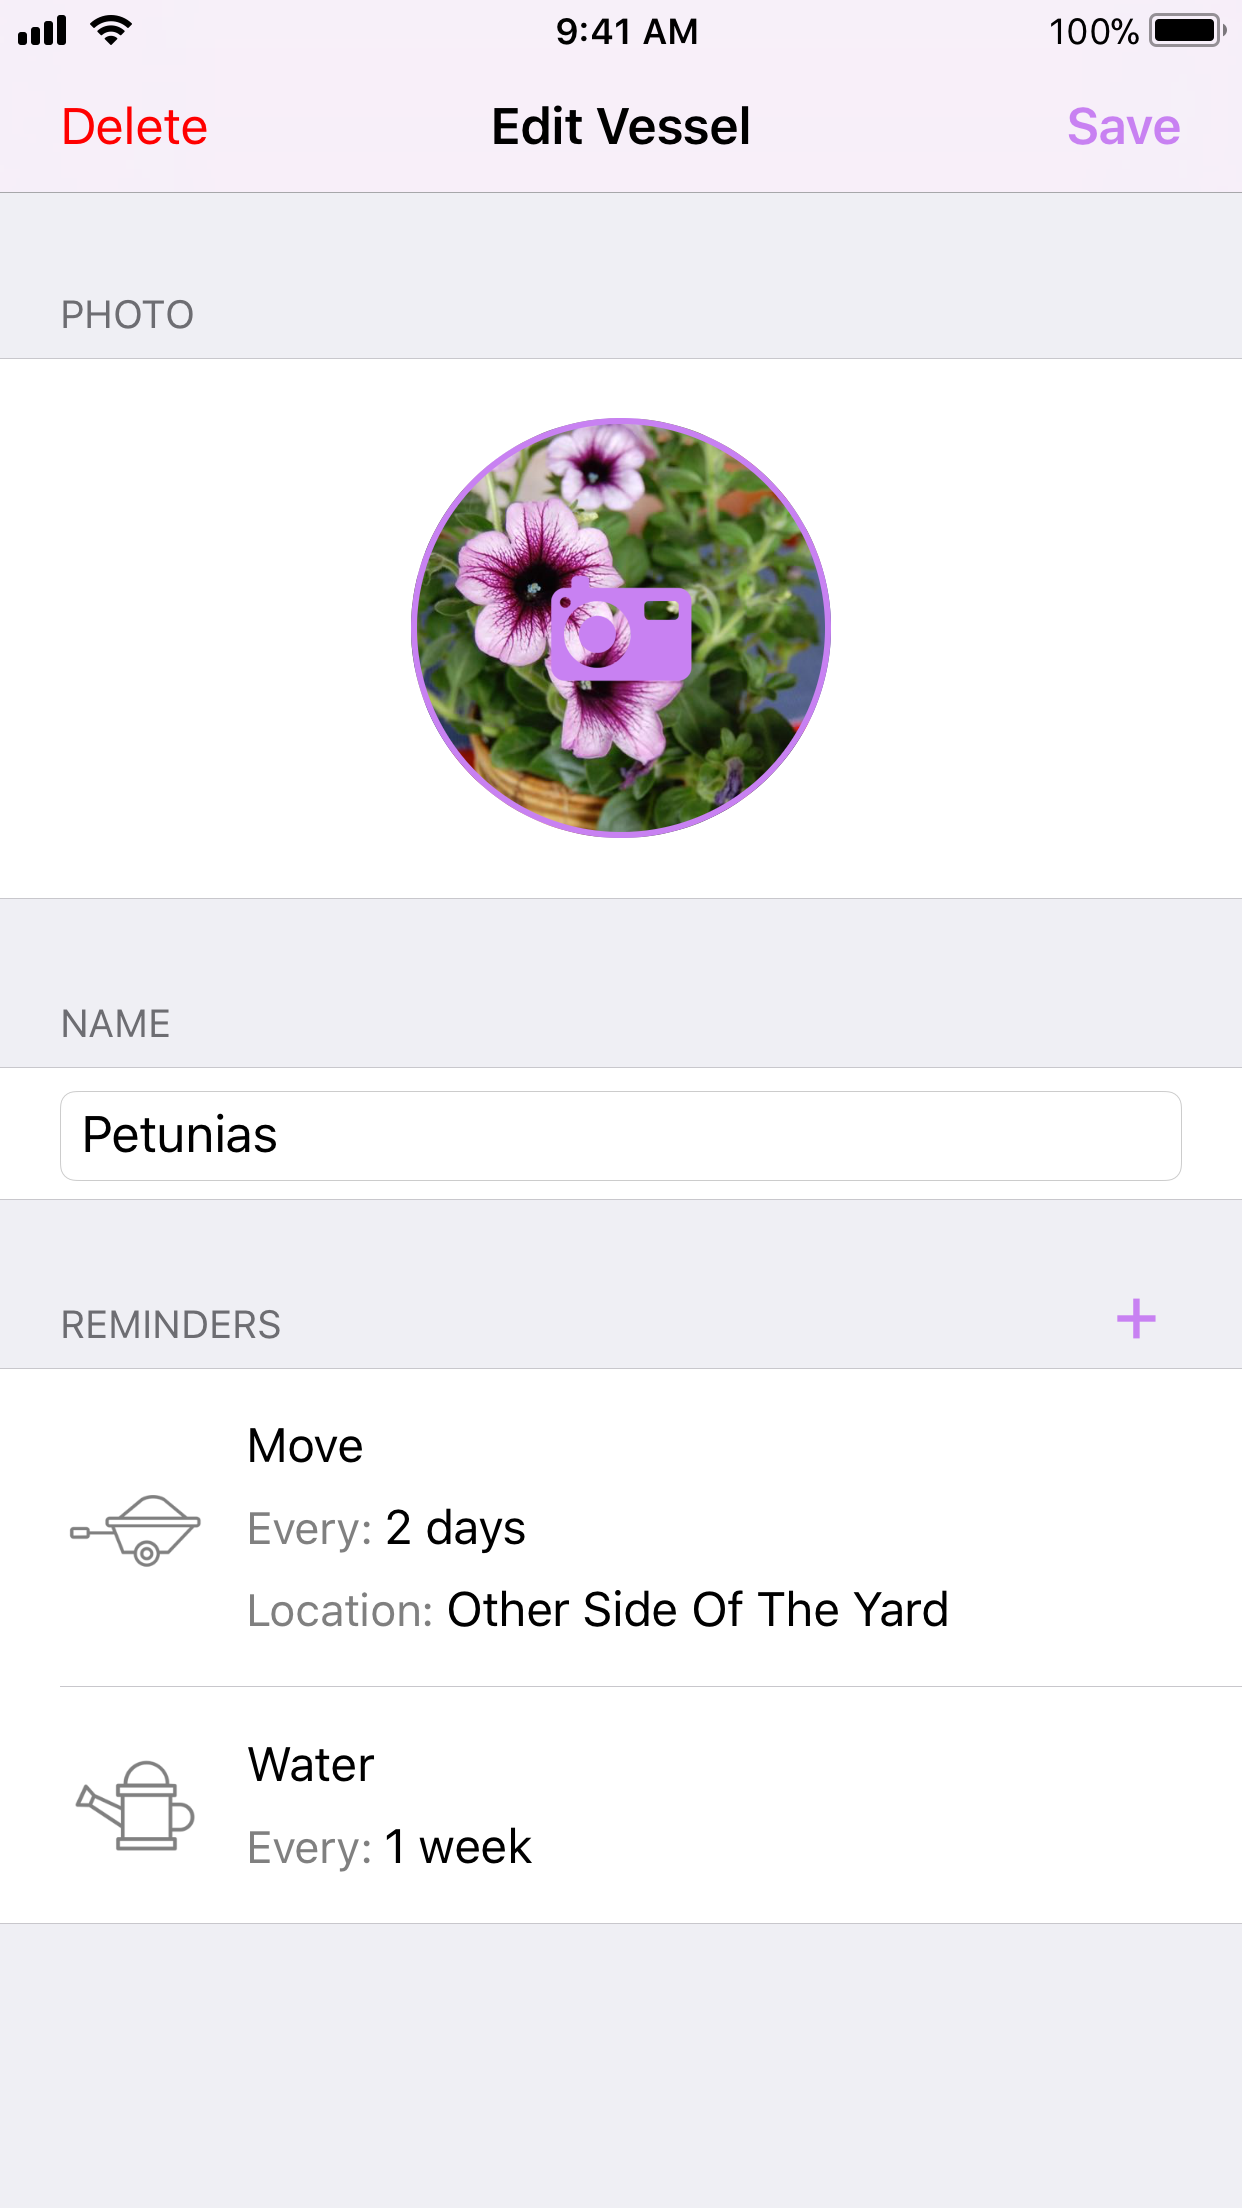 9:41 AM
100%
Delete
Edit Vessel
Save
PHOTO
NAME
Petunias
REMINDERS
+
Move
Every: 2 days
Location: Other Side Of The Yard
Water
Every: 1 week